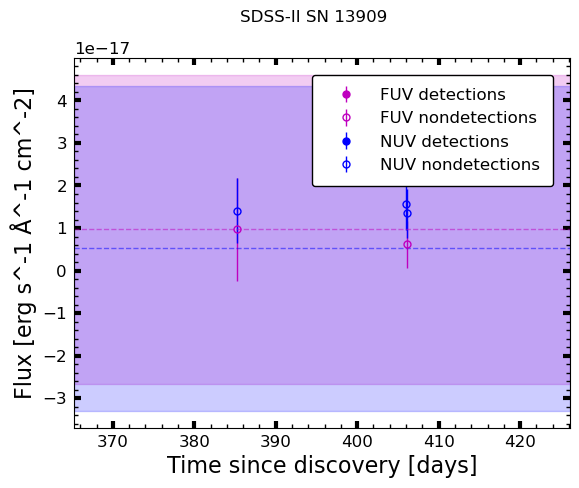 SDSS-II SN 13909
1e−17
FUV detections
FUV nondetections
NUV detections
NUV nondetections
4
3
2
1
0
−1
−2
−3
Flux [erg s^-1 Å^-1 cm^-2]
370 380 390 400 410 420
Time since discovery [days]